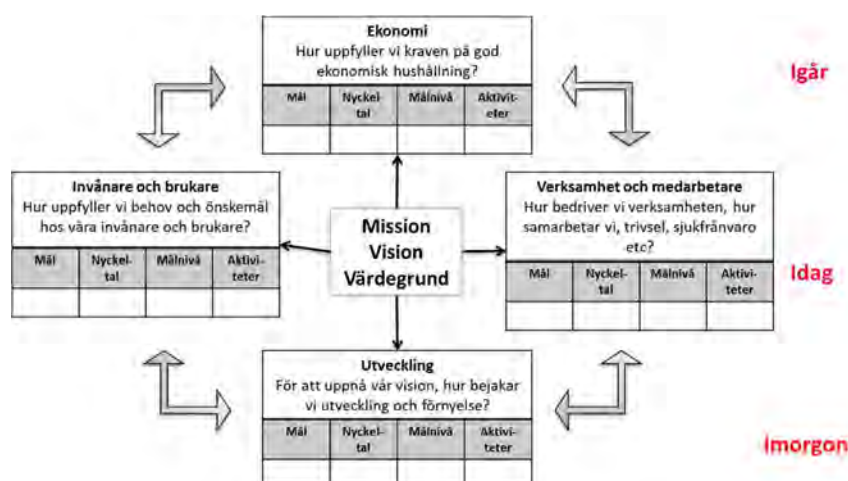 Ekonomi
Hur uppfyller vi kraven på god
ekonomisk hushållning?
Mål Nyckel- Målnivå Aktivit-
tal eter
Igår
Invånare och brukare
Hur uppfyller vi behov och önskemål
hos våra invånare och brukare?
Mål Nyckel- Målnivå Aktivi-
tal teter
Mission
Vision
Värdegrund
Verksamhet och medarbetare
Hur bedriver vi verksamheten, hur
samarbetar vi, trivsel, sjukfrånvaro
etc?
Mål Nyckel- Målnivå Aktivi-
tal teter
Idag
Utveckling
För att uppnå vår vision, hur bejakar
vi utveckling och förnyelse?
Mål Nyckel- Målnivå Aktivi-
tal teter
Imorgon